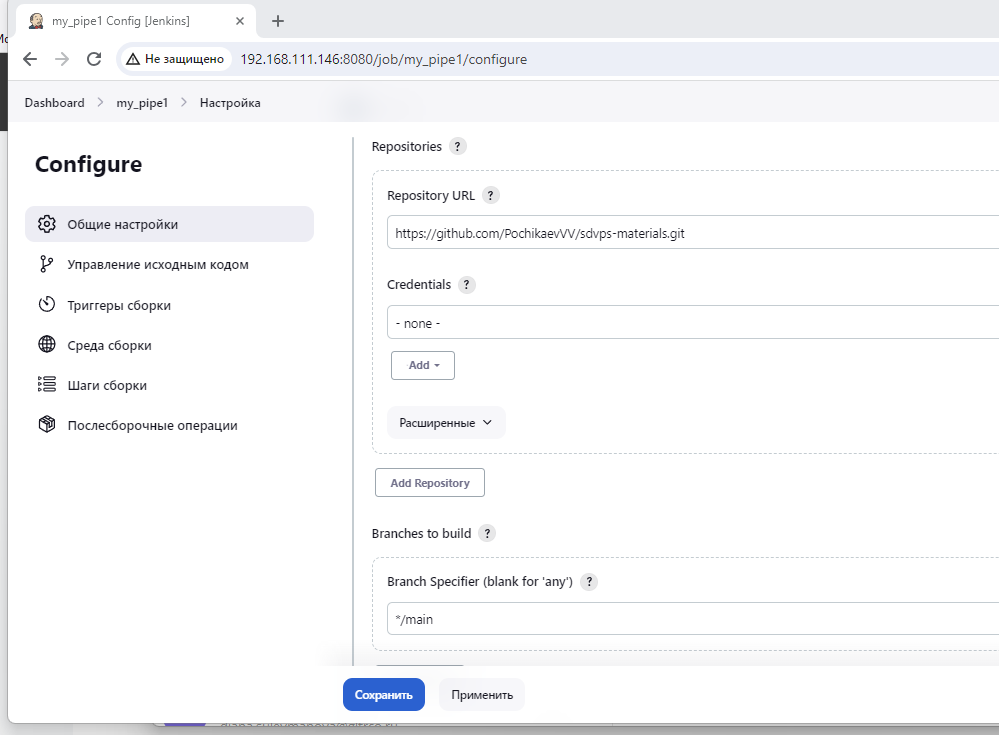 my_pipe1 Config [Jenkins]
Не защищено
192.168.111.146:8080/job/my_pipe1/configure
Dashboard > my_pipe1 > Настройка
Configure
Общие настройки
Управление исходным кодом
Триггеры сборки
Среда сборки
Шаги сборки
Послесборочные операции
Repositories ?
Repository URL ?
https://github.com/PochikaevVV/sdvps-materials.git
Credentials ?
- none -
Add
Расширенные
Add Repository
Branches to build ?
Branch Specifier (blank for 'any') ?
*/main
Сохранить
Применить